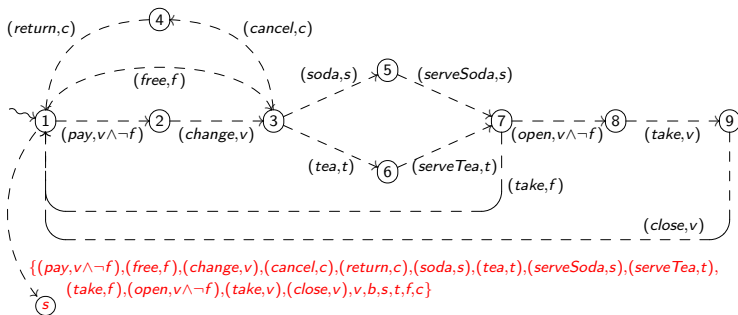 (return,c) 4 (cancel,c)
(free,f) (soda,s) 5 (serveSoda,s)
1 (pay,v∧¬f) 2 (change,v) 3 7 (open,v∧¬f) 8 (take,v) 9
(tea,t) 6 (serveTea,t) (take,f)
(close,v)
{(pay,v∧¬f),(free,f),(change,v),(cancel,c),(return,c),(soda,s),(tea,t),(serveSoda,s),(serveTea,t),
(take,f),(open,v∧¬f),(take,v),(close,v),v,b,s,t,f,c}
s